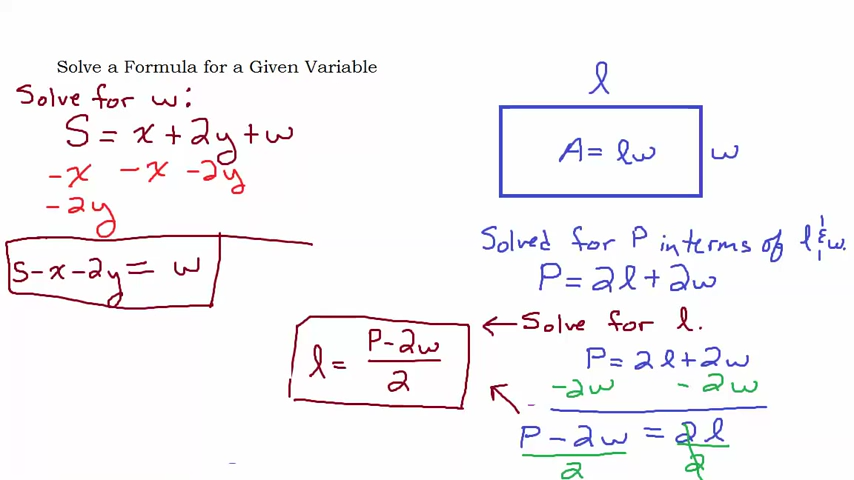 Solve a Formula for a Given Variable
Solve for w:
S = x + 2y + w
-x -x -2y
-2y
S-x-2y = w
l
A = lw w
Solved for P in terms of l & w.
P = 2l + 2w
← Solve for l.
P = 2l + 2w
-2w - 2w
P - 2w = 2l
2 2
l = P-2w
2